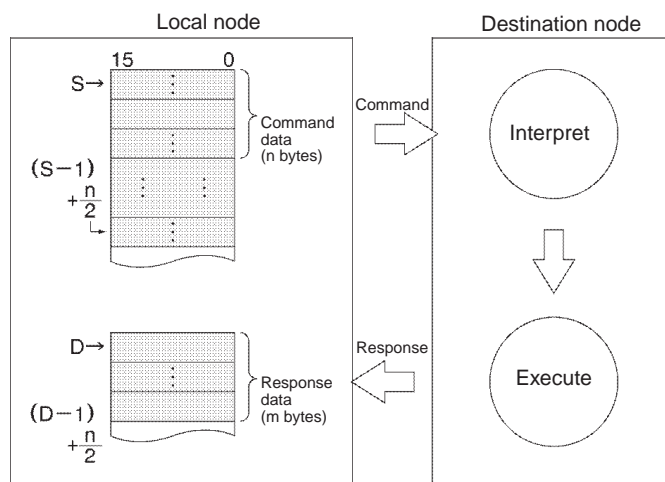 Local node
Destination node
15 0
S→
Command data
(n bytes)
(S−1)
+ n/2
Command
Interpret
D→
Response data
(m bytes)
(D−1)
+ n/2
Response
Execute